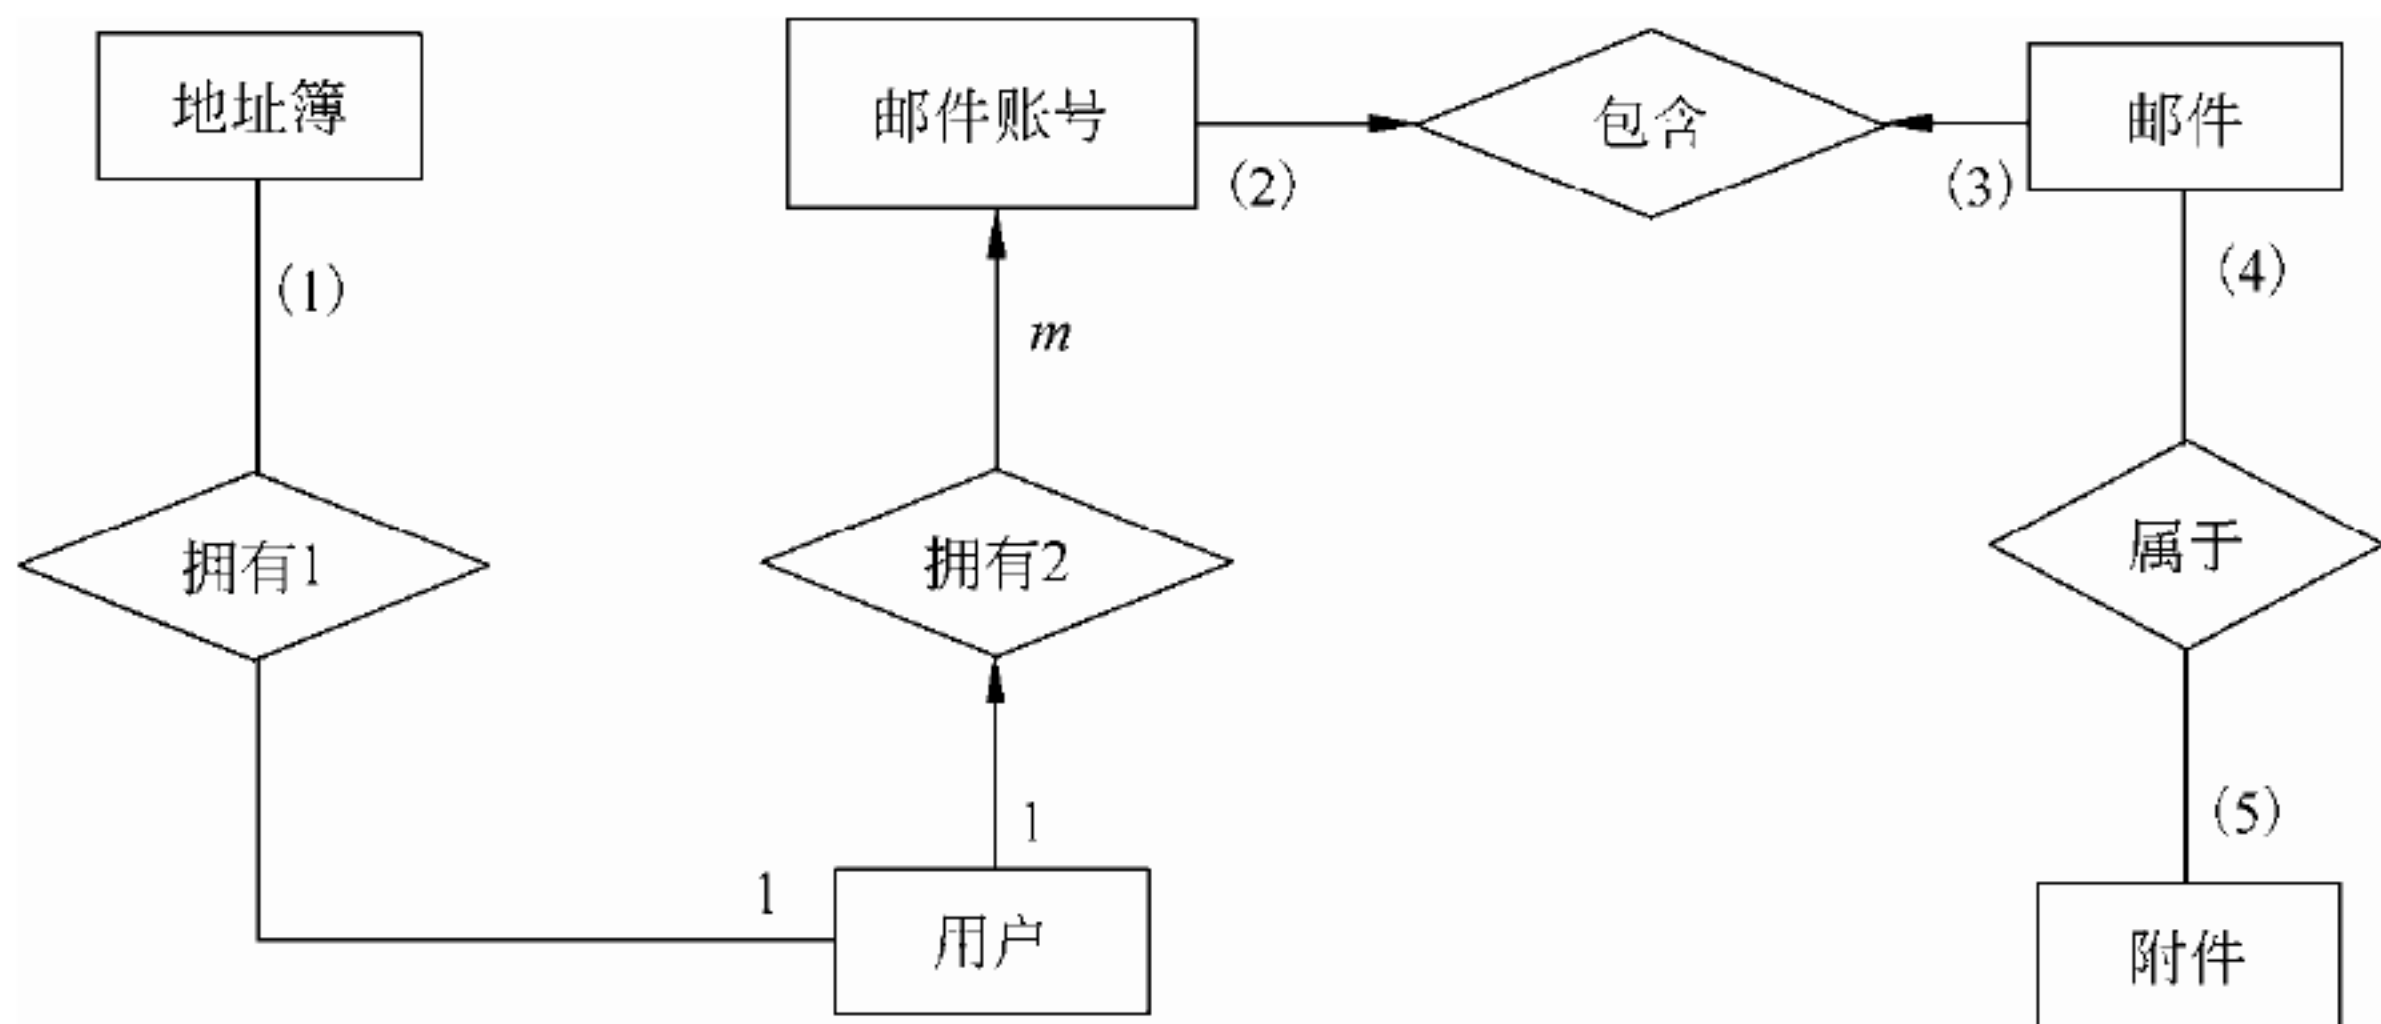 地址簿
邮件账号
包含
邮件
(2)
(3)
(1)
(4)
m
拥有1
拥有2
属于
(5)
1
1
用户
附件